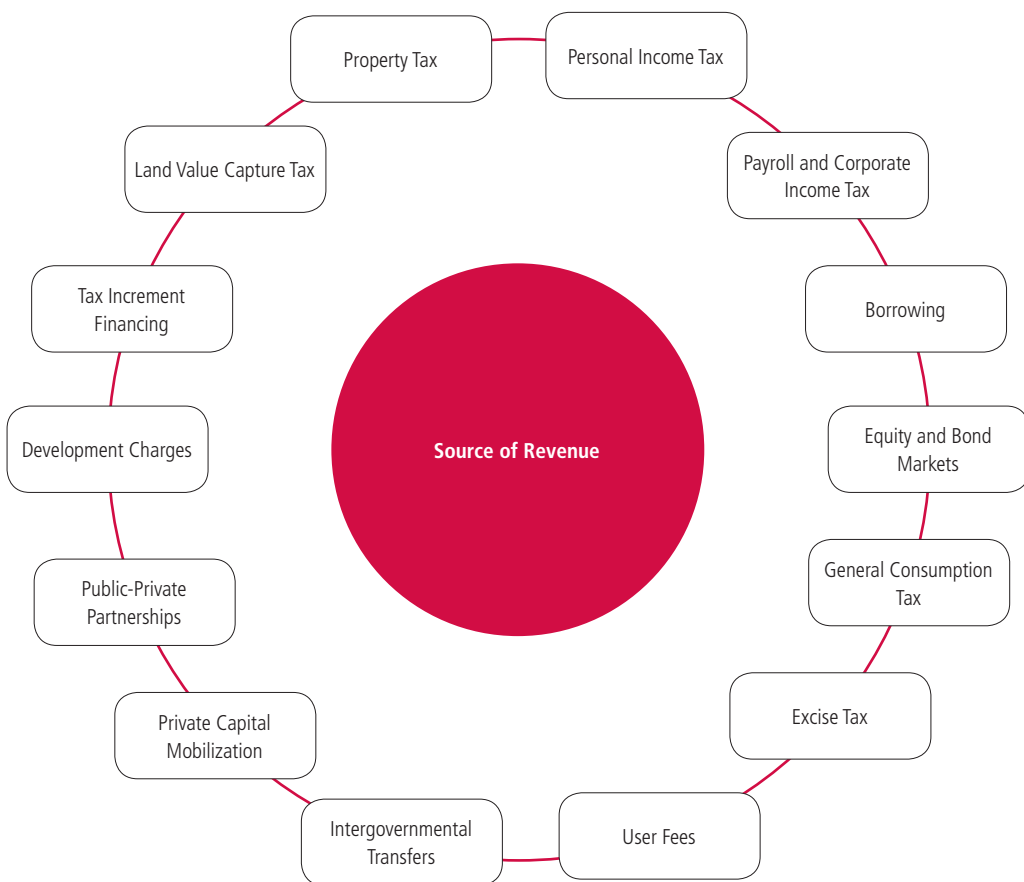 Property Tax
Personal Income Tax
Land Value Capture Tax
Payroll and Corporate
Income Tax
Tax Increment
Financing
Borrowing
Development Charges
Source of Revenue
Equity and Bond
Markets
Public-Private
Partnerships
General Consumption
Tax
Private Capital
Mobilization
Excise Tax
Intergovernmental
Transfers
User Fees